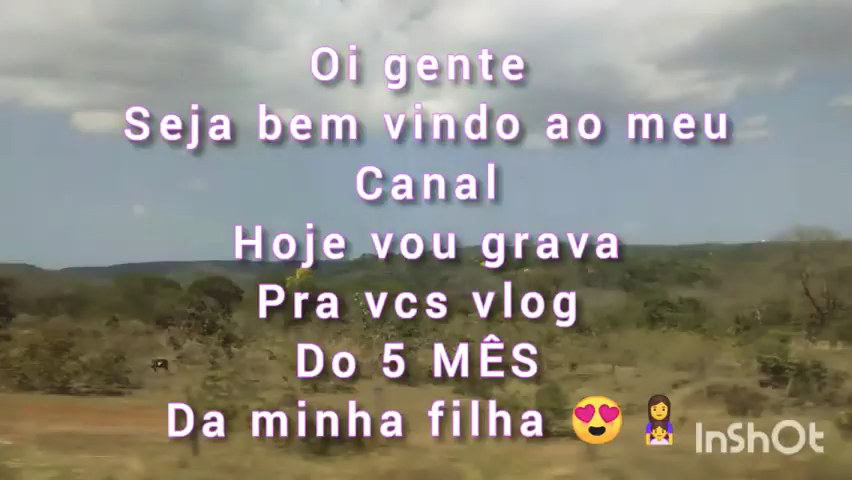 Oi gente
Seja bem vindo ao meu
Canal
Hoje vou grava
Pra vcs vlog
Do 5 MÊS
Da minha filha 😍 👩‍👧
InShOt